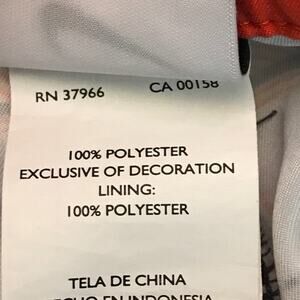 RN 37966 CA 00158
100% POLYESTER
EXCLUSIVE OF DECORATION
LINING:
100% POLYESTER
TELA DE CHINA
HECHO EN INDONESIA